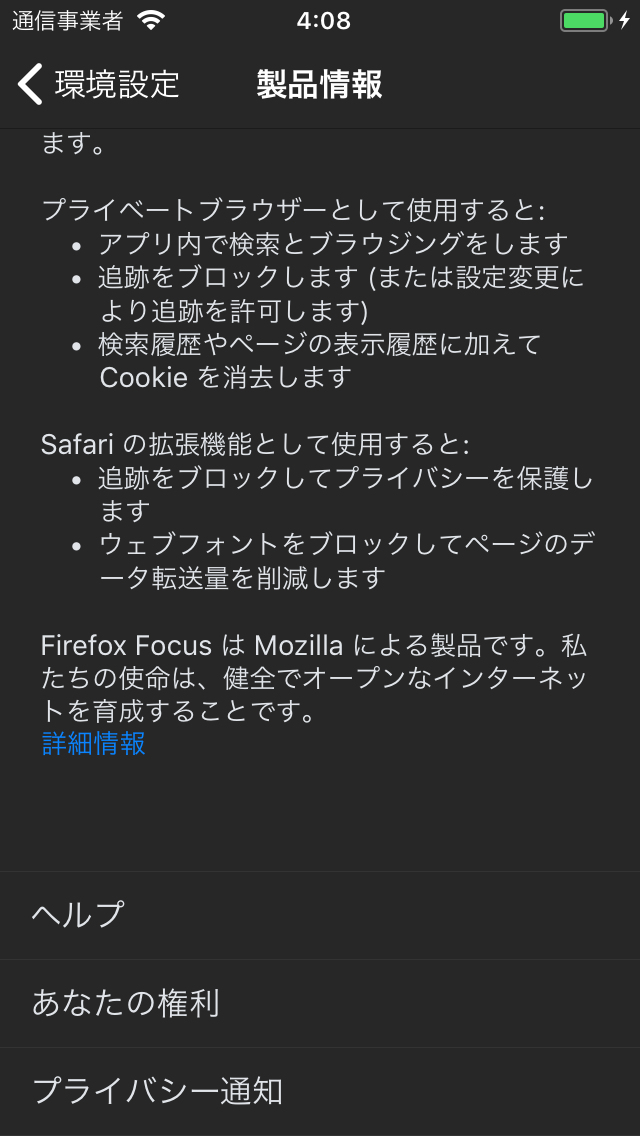 通信事業者 4:08
環境設定 製品情報
ます。
プライベートブラウザーとして使用すると:
• アプリ内で検索とブラウジングをします
• 追跡をブロックします (または設定変更に
より追跡を許可します)
• 検索履歴やページの表示履歴に加えて
Cookie を消去します
Safari の拡張機能として使用すると:
• 追跡をブロックしてプライバシーを保護し
ます
• ウェブフォントをブロックしてページのデ
ータ転送量を削減します
Firefox Focus は Mozilla による製品です。私
たちの使命は、健全でオープンなインターネッ
トを育成することです。
詳細情報
ヘルプ
あなたの権利
プライバシー通知